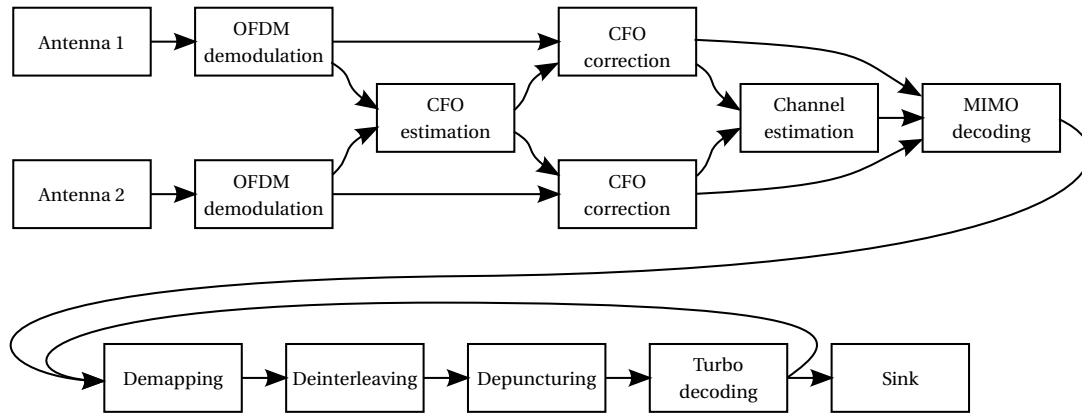 Antenna 1
OFDM
demodulation
CFO
correction
CFO
estimation
Channel
estimation
MIMO
decoding
Antenna 2
OFDM
demodulation
CFO
correction
Demapping
Deinterleaving
Depuncturing
Turbo
decoding
Sink